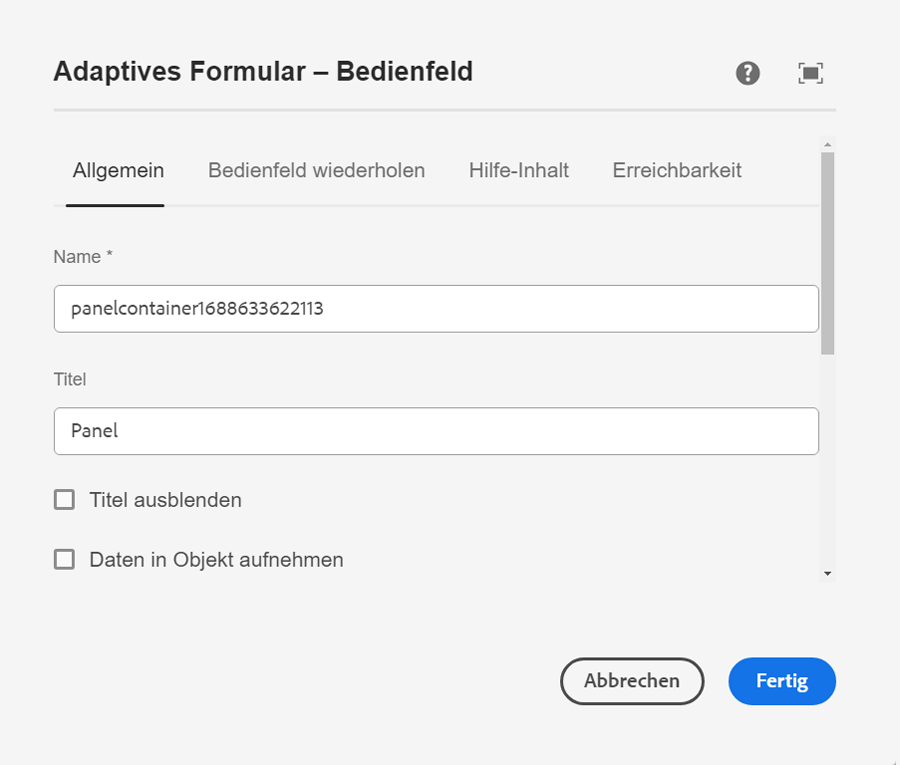 Adaptives Formular – Bedienfeld
Allgemein Bedienfeld wiederholen Hilfe-Inhalt Erreichbarkeit
Name *
panelcontainer1688633622113
Titel
Panel
Titel ausblenden
Daten in Objekt aufnehmen
Abbrechen Fertig